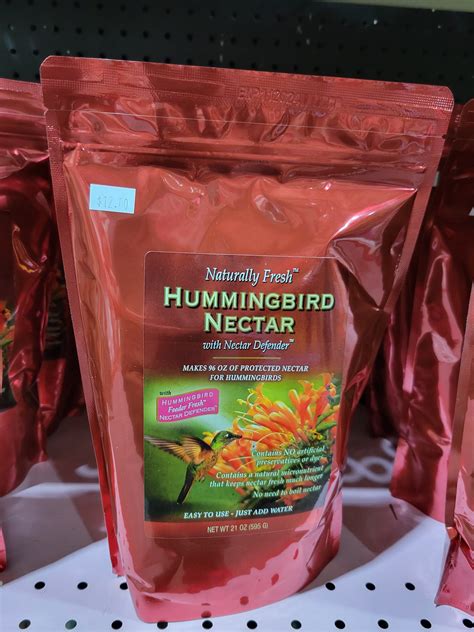 $12.50
Naturally Fresh™
HUMMINGBIRD
NECTAR
with Nectar Defender™
MAKES 96 OZ OF PROTECTED NECTAR
FOR HUMMINGBIRDS
with
HUMMINGBIRD
Feeder Fresh™
NECTAR DEFENDER
Contains NO artificial
preservatives or dyes
Contains a natural micronutrient
that keeps nectar fresh much longer
No need to boil nectar
EASY TO USE - JUST ADD WATER
NET WT 21 OZ (595 G)